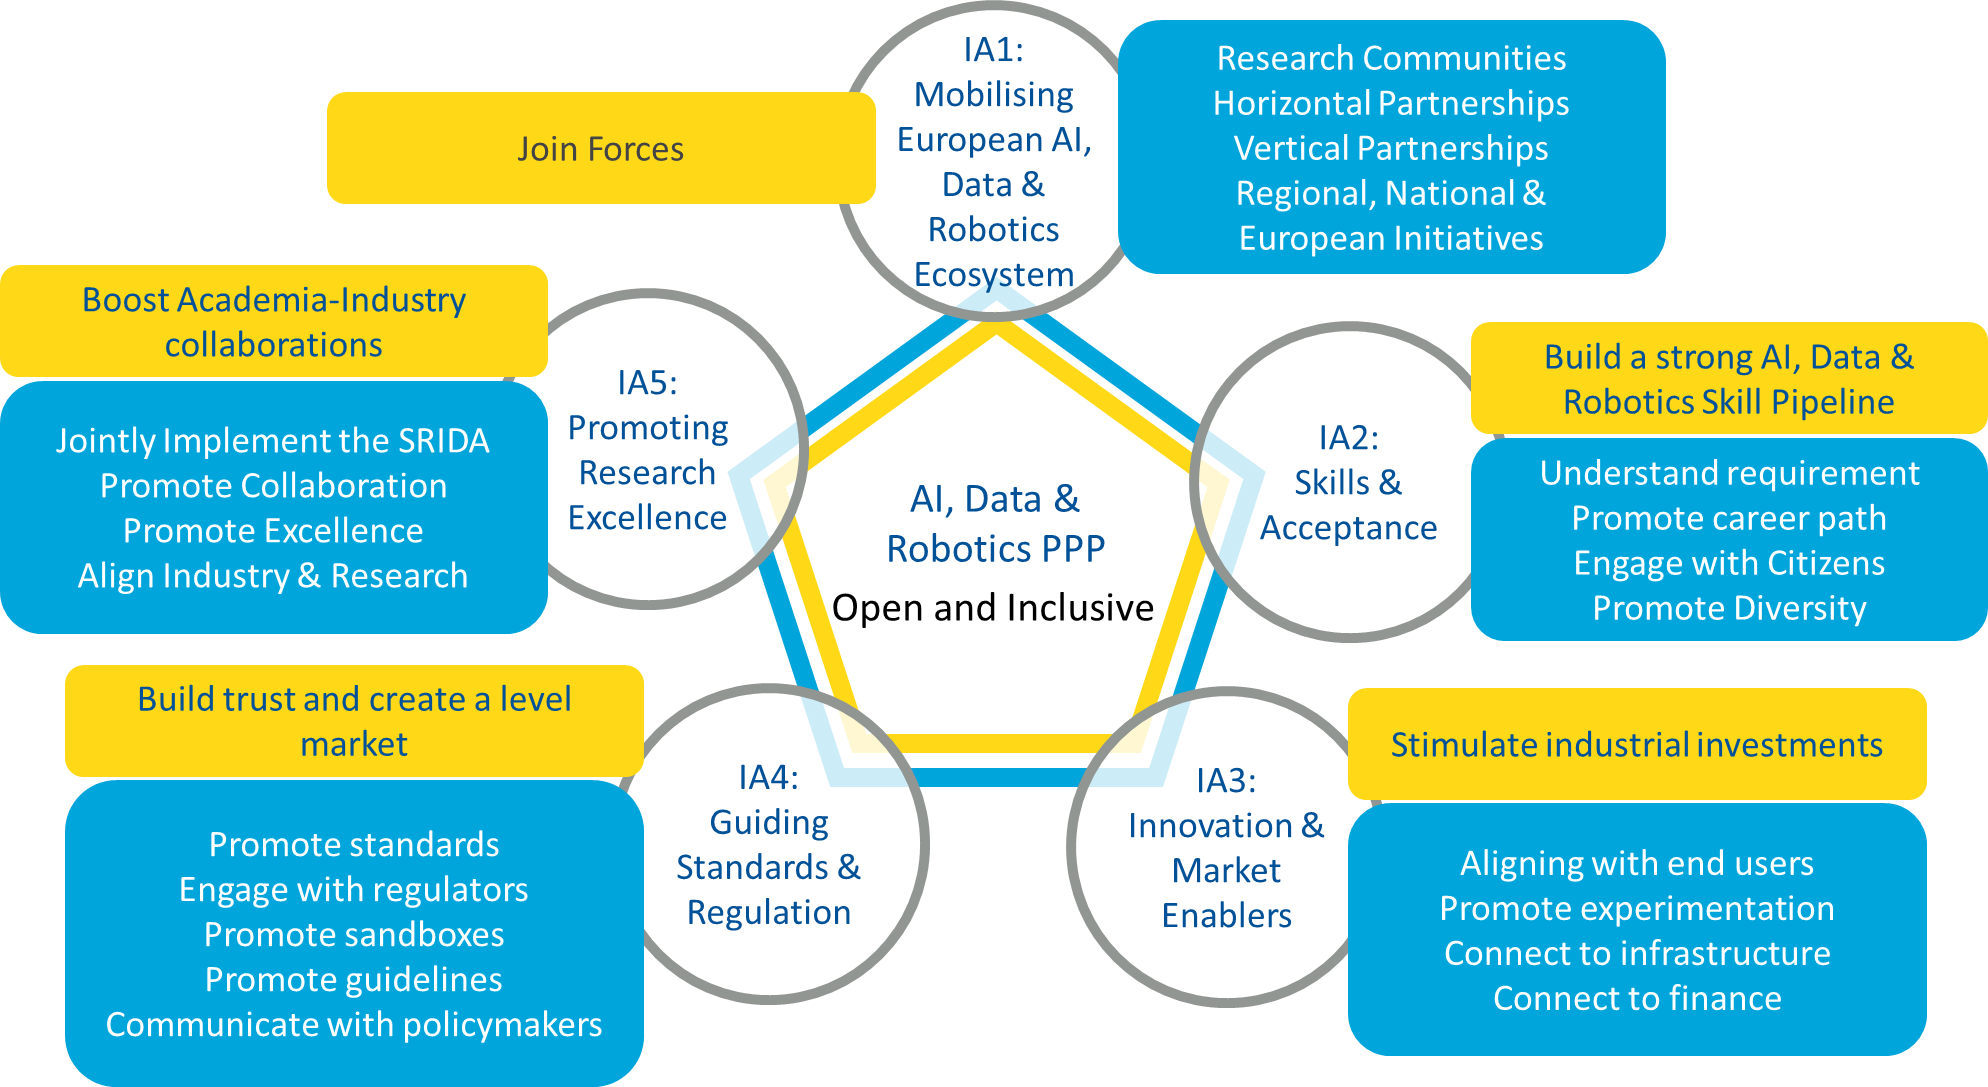 Join Forces
IA1:
Mobilising
European AI,
Data &
Robotics
Ecosystem
Research Communities
Horizontal Partnerships
Vertical Partnerships
Regional, National &
European Initiatives
Boost Academia-Industry
collaborations
Jointly Implement the SRIDA
Promote Collaboration
Promote Excellence
Align Industry & Research
IA5:
Promoting
Research
Excellence
AI, Data &
Robotics PPP
Open and Inclusive
IA2:
Skills &
Acceptance
Build a strong AI, Data &
Robotics Skill Pipeline
Understand requirement
Promote career path
Engage with Citizens
Promote Diversity
Build trust and create a level
market
Promote standards
Engage with regulators
Promote sandboxes
Promote guidelines
Communicate with policymakers
IA4:
Guiding
Standards &
Regulation
IA3:
Innovation &
Market
Enablers
Stimulate industrial investments
Aligning with end users
Promote experimentation
Connect to infrastructure
Connect to finance